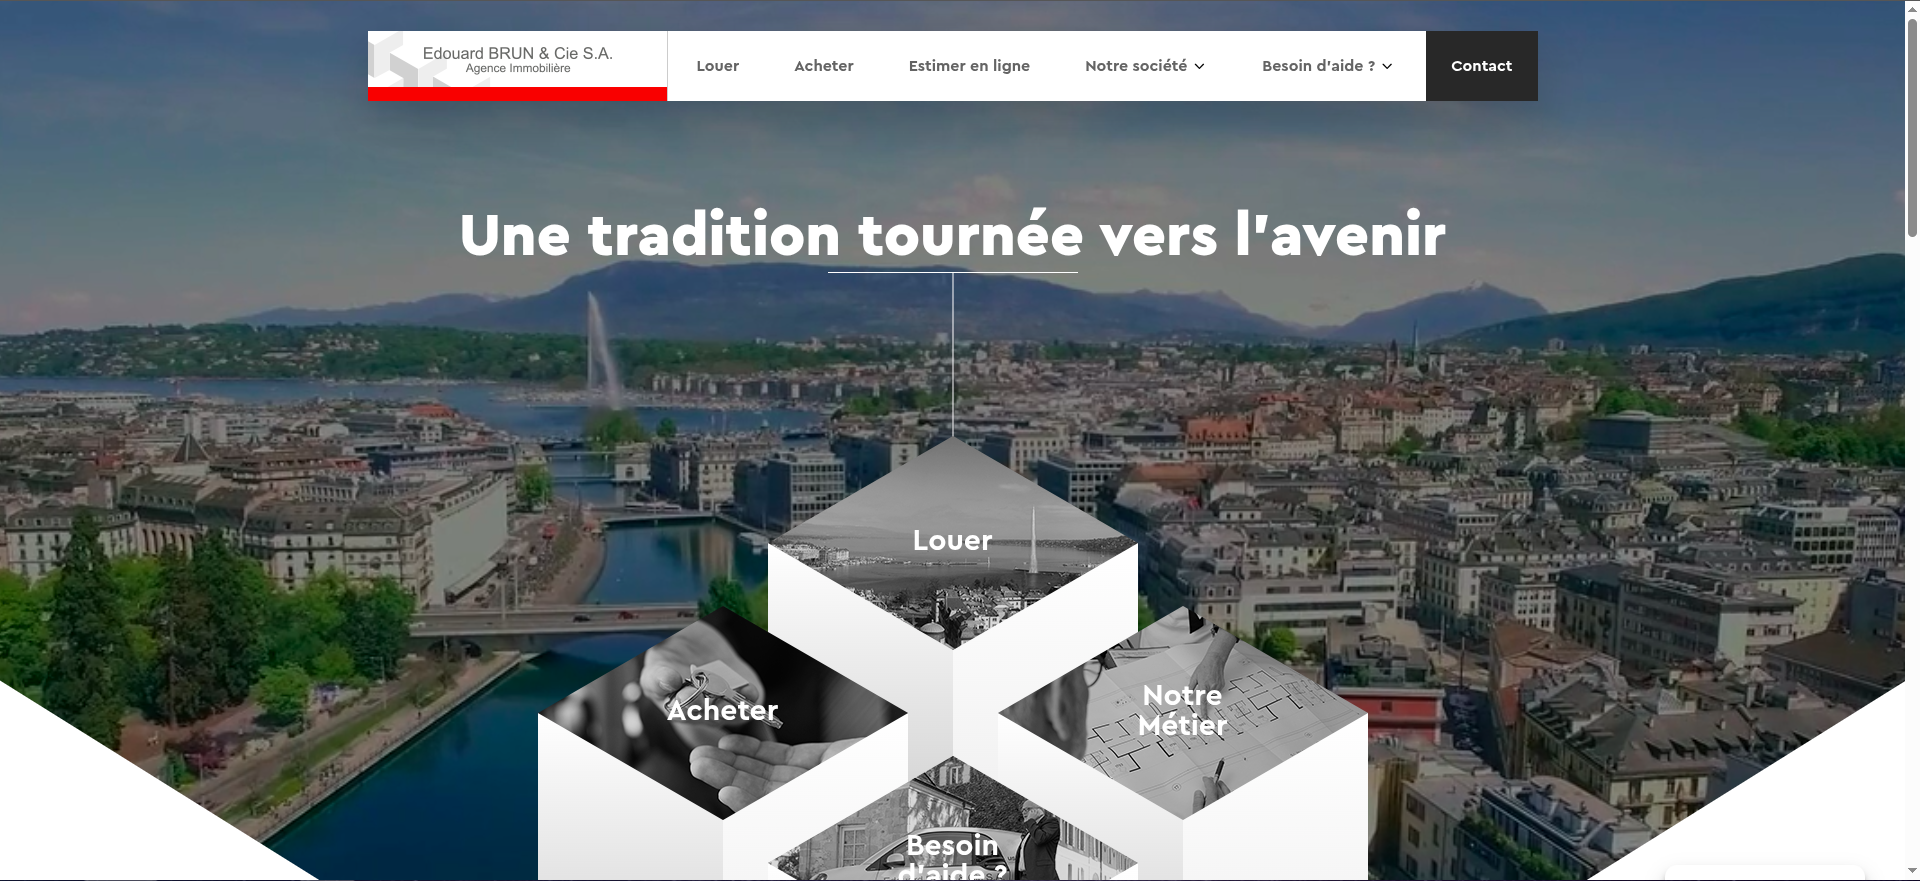 Edouard BRUN & Cie S.A.
Agence Immobilière
Louer
Acheter
Estimer en ligne
Notre société
Besoin d'aide ?
Contact
Une tradition tournée vers l'avenir
Louer
Acheter
Notre
Métier
Besoin
d'aide ?